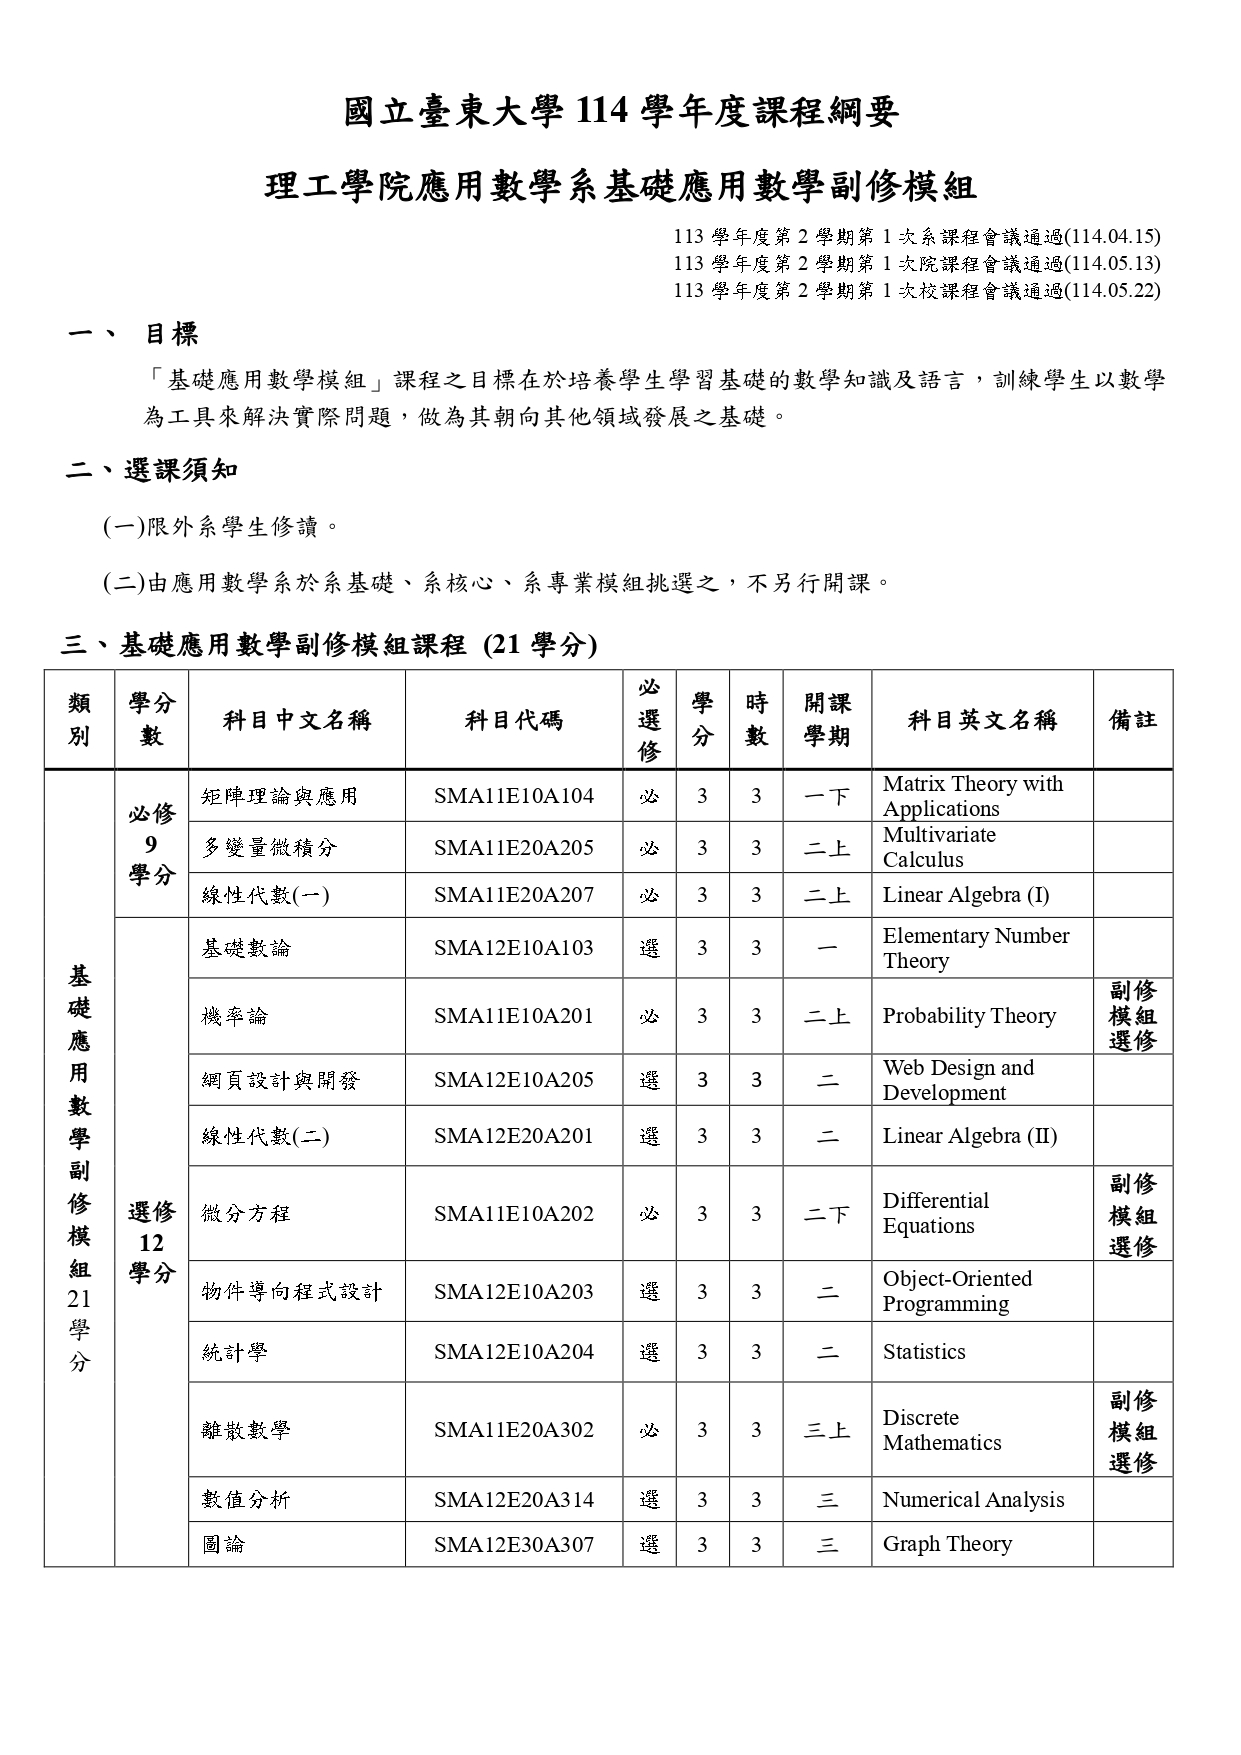 國立臺東大學 114 學年度課程綱要
理工學院應用數學系基礎應用數學副修模組
113 學年度第 2 學期第 1 次系課程會議通過(114.04.15)
113 學年度第 2 學期第 1 次院課程會議通過(114.05.13)
113 學年度第 2 學期第 1 次校課程會議通過(114.05.22)
一、 目標
「基礎應用數學模組」課程之目標在於培養學生學習基礎的數學知識及語言，訓練學生以數學
為工具來解決實際問題，做為其朝向其他領域發展之基礎。
二、選課須知
(一)限外系學生修讀。
(二)由應用數學系於系基礎、系核心、系專業模組挑選之，不另行開課。
三、基礎應用數學副修模組課程 (21 學分)
類別 學分數 科目中文名稱 科目代碼 必選修 學分 時數 開課學期 科目英文名稱 備註
基礎應用數學副修模組 21 學分
必修 9 學分
矩陣理論與應用 SMA11E10A104 必 3 3 一下 Matrix Theory with Applications
多變量微積分 SMA11E20A205 必 3 3 二上 Multivariate Calculus
線性代數(一) SMA11E20A207 必 3 3 二上 Linear Algebra (I)
選修 12 學分
基礎數論 SMA12E10A103 選 3 3 一 Elementary Number Theory
機率論 SMA11E10A201 必 3 3 二上 Probability Theory 副修模組選修
網頁設計與開發 SMA12E10A205 選 3 3 二 Web Design and Development
線性代數(二) SMA12E20A201 選 3 3 二 Linear Algebra (II)
微分方程 SMA11E10A202 必 3 3 二下 Differential Equations 副修模組選修
物件導向程式設計 SMA12E10A203 選 3 3 二 Object-Oriented Programming
統計學 SMA12E10A204 選 3 3 二 Statistics
離散數學 SMA11E20A302 必 3 3 三上 Discrete Mathematics 副修模組選修
數值分析 SMA12E20A314 選 3 3 三 Numerical Analysis
圖論 SMA12E30A307 選 3 3 三 Graph Theory